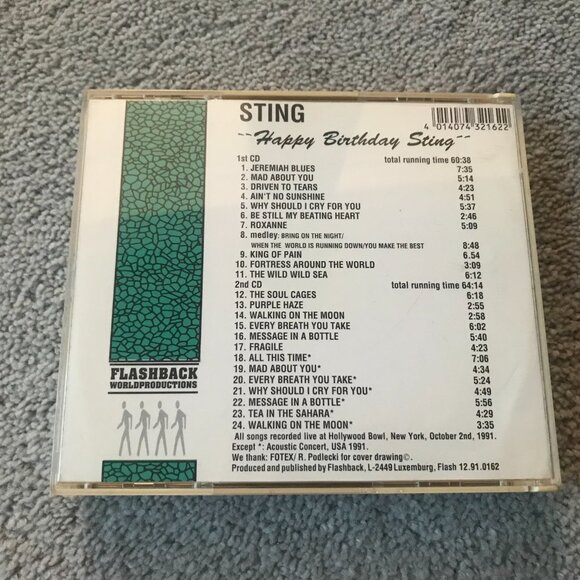 STING
4 014074 321622
--Happy Birthday Sting--
1st CD total running time 60:38
1. JEREMIAH BLUES 7:35
2. MAD ABOUT YOU 5:14
3. DRIVEN TO TEARS 4:23
4. AIN'T NO SUNSHINE 4:51
5. WHY SHOULD I CRY FOR YOU 5:37
6. BE STILL MY BEATING HEART 2:46
7. ROXANNE 5:09
8. medley: BRING ON THE NIGHT/
WHEN THE WORLD IS RUNNING DOWN/YOU MAKE THE BEST 8:48
9. KING OF PAIN 6.54
10. FORTRESS AROUND THE WORLD 3:09
11. THE WILD WILD SEA 6:12
2nd CD total running time 64:14
12. THE SOUL CAGES 6:18
13. PURPLE HAZE 2:55
14. WALKING ON THE MOON 2:58
15. EVERY BREATH YOU TAKE 6:02
16. MESSAGE IN A BOTTLE 5:40
17. FRAGILE 4:23
18. ALL THIS TIME* 7:06
19. MAD ABOUT YOU* 4:34
20. EVERY BREATH YOU TAKE* 5:24
21. WHY SHOULD I CRY FOR YOU* 4:49
22. MESSAGE IN A BOTTLE* 5:56
23. TEA IN THE SAHARA* 4:29
24. WALKING ON THE MOON* 3:35
All songs recorded live at Hollywood Bowl, New York, October 2nd, 1991.
Except *: Acoustic Concert, USA 1991.
We thank: FOTEX/ R. Podlecki for cover drawing©.
Produced and published by Flashback, L-2449 Luxemburg, Flash 12.91.0162
FLASHBACK
WORLDPRODUCTIONS